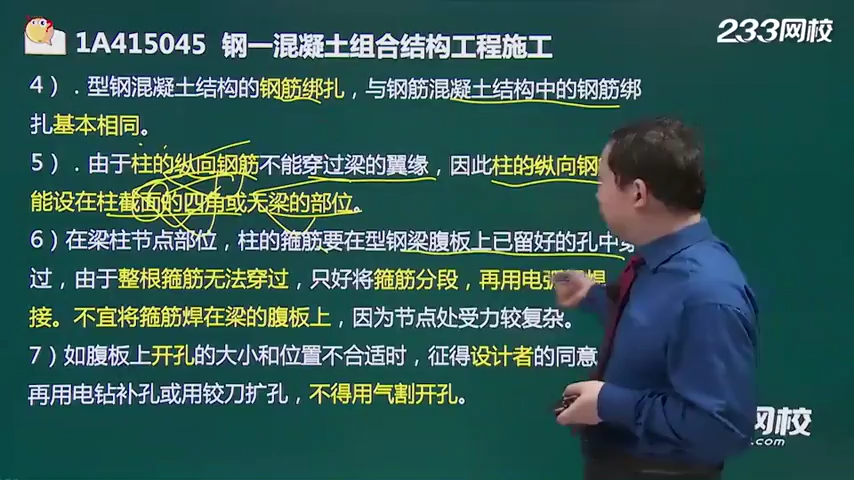 1A415045 钢一混凝土组合结构工程施工
233网校
4）．型钢混凝土结构的钢筋绑扎，与钢筋混凝土结构中的钢筋绑
扎基本相同。
5）．由于柱的纵向钢筋不能穿过梁的翼缘，因此柱的纵向钢
能设在柱截面的四角或无梁的部位。
6）在梁柱节点部位，柱的箍筋要在型钢梁腹板上已留好的孔中穿
过，由于整根箍筋无法穿过，只好将箍筋分段，再用电弧焊
接。不宜将箍筋焊在梁的腹板上，因为节点处受力较复杂。
7）如腹板上开孔的大小和位置不合适时，征得设计者的同意
再用电钻补孔或用铰刀扩孔，不得用气割开孔。
网校
.com